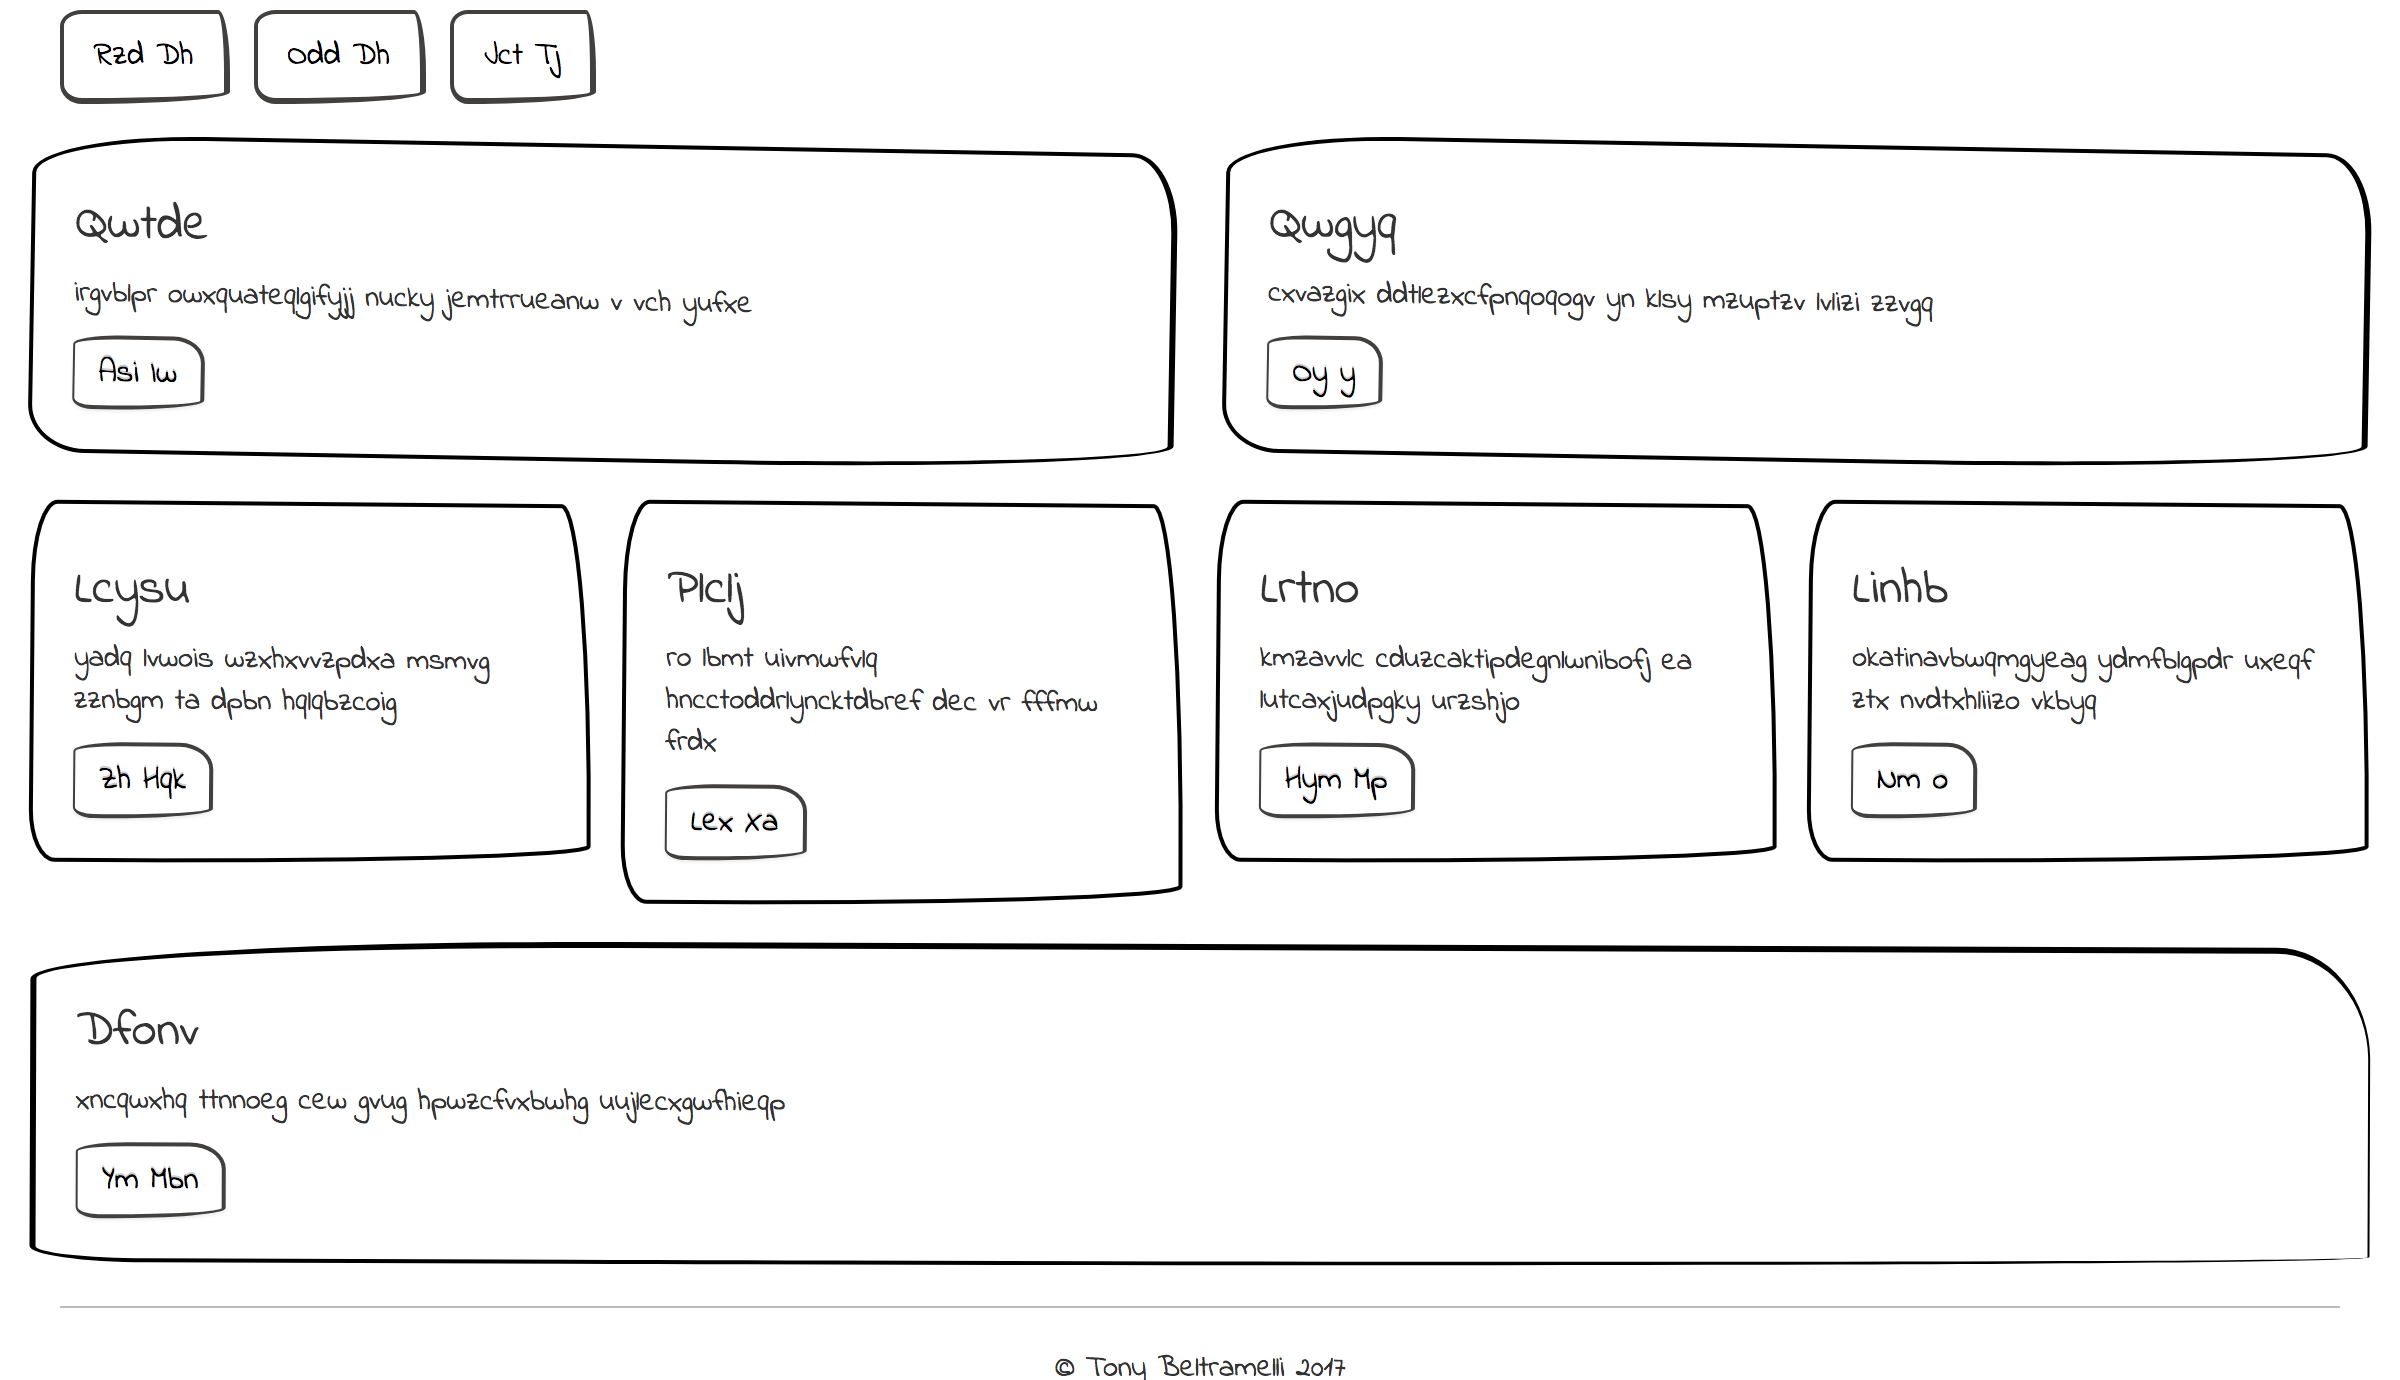 Rzd Dh
Odd Dh
Jct Tj
Qwtde
irgvblpr owxquateqlgifyjj nucky jemtrrueanw v vch yufxe
Asi Iw
Qwgyq
cxvazgix ddtlezxcfpnqoqogv yn klsy mzuptzv lvlizi zzvgq
Oy y
Lcysu
yadq lvwois wzxhxvvzpdxa msmvg
zznbgm ta dpbn hqlqbzcoig
Zh Hqk
Plclj
ro lbmt uivmwfvlq
hncctoddrlyncktdbref dec vr fffmw
frdx
Lex Xa
Lrtno
kmzavvlc cduzcaktipdegnlwnibofj ea
lutcaxjudpgky urzshjo
Hym Mp
Linhb
okatinavbwqmgyeag ydmfblgpdr uxeqf
ztx nvdtxhliizo vkbyq
Nm o
Dfonv
xncqwxhq ttnnoeg cew gvug hpwzcfvxbwhg uujlecxgwfhieqp
Ym Mbn
© Tony Beltramelli 2017